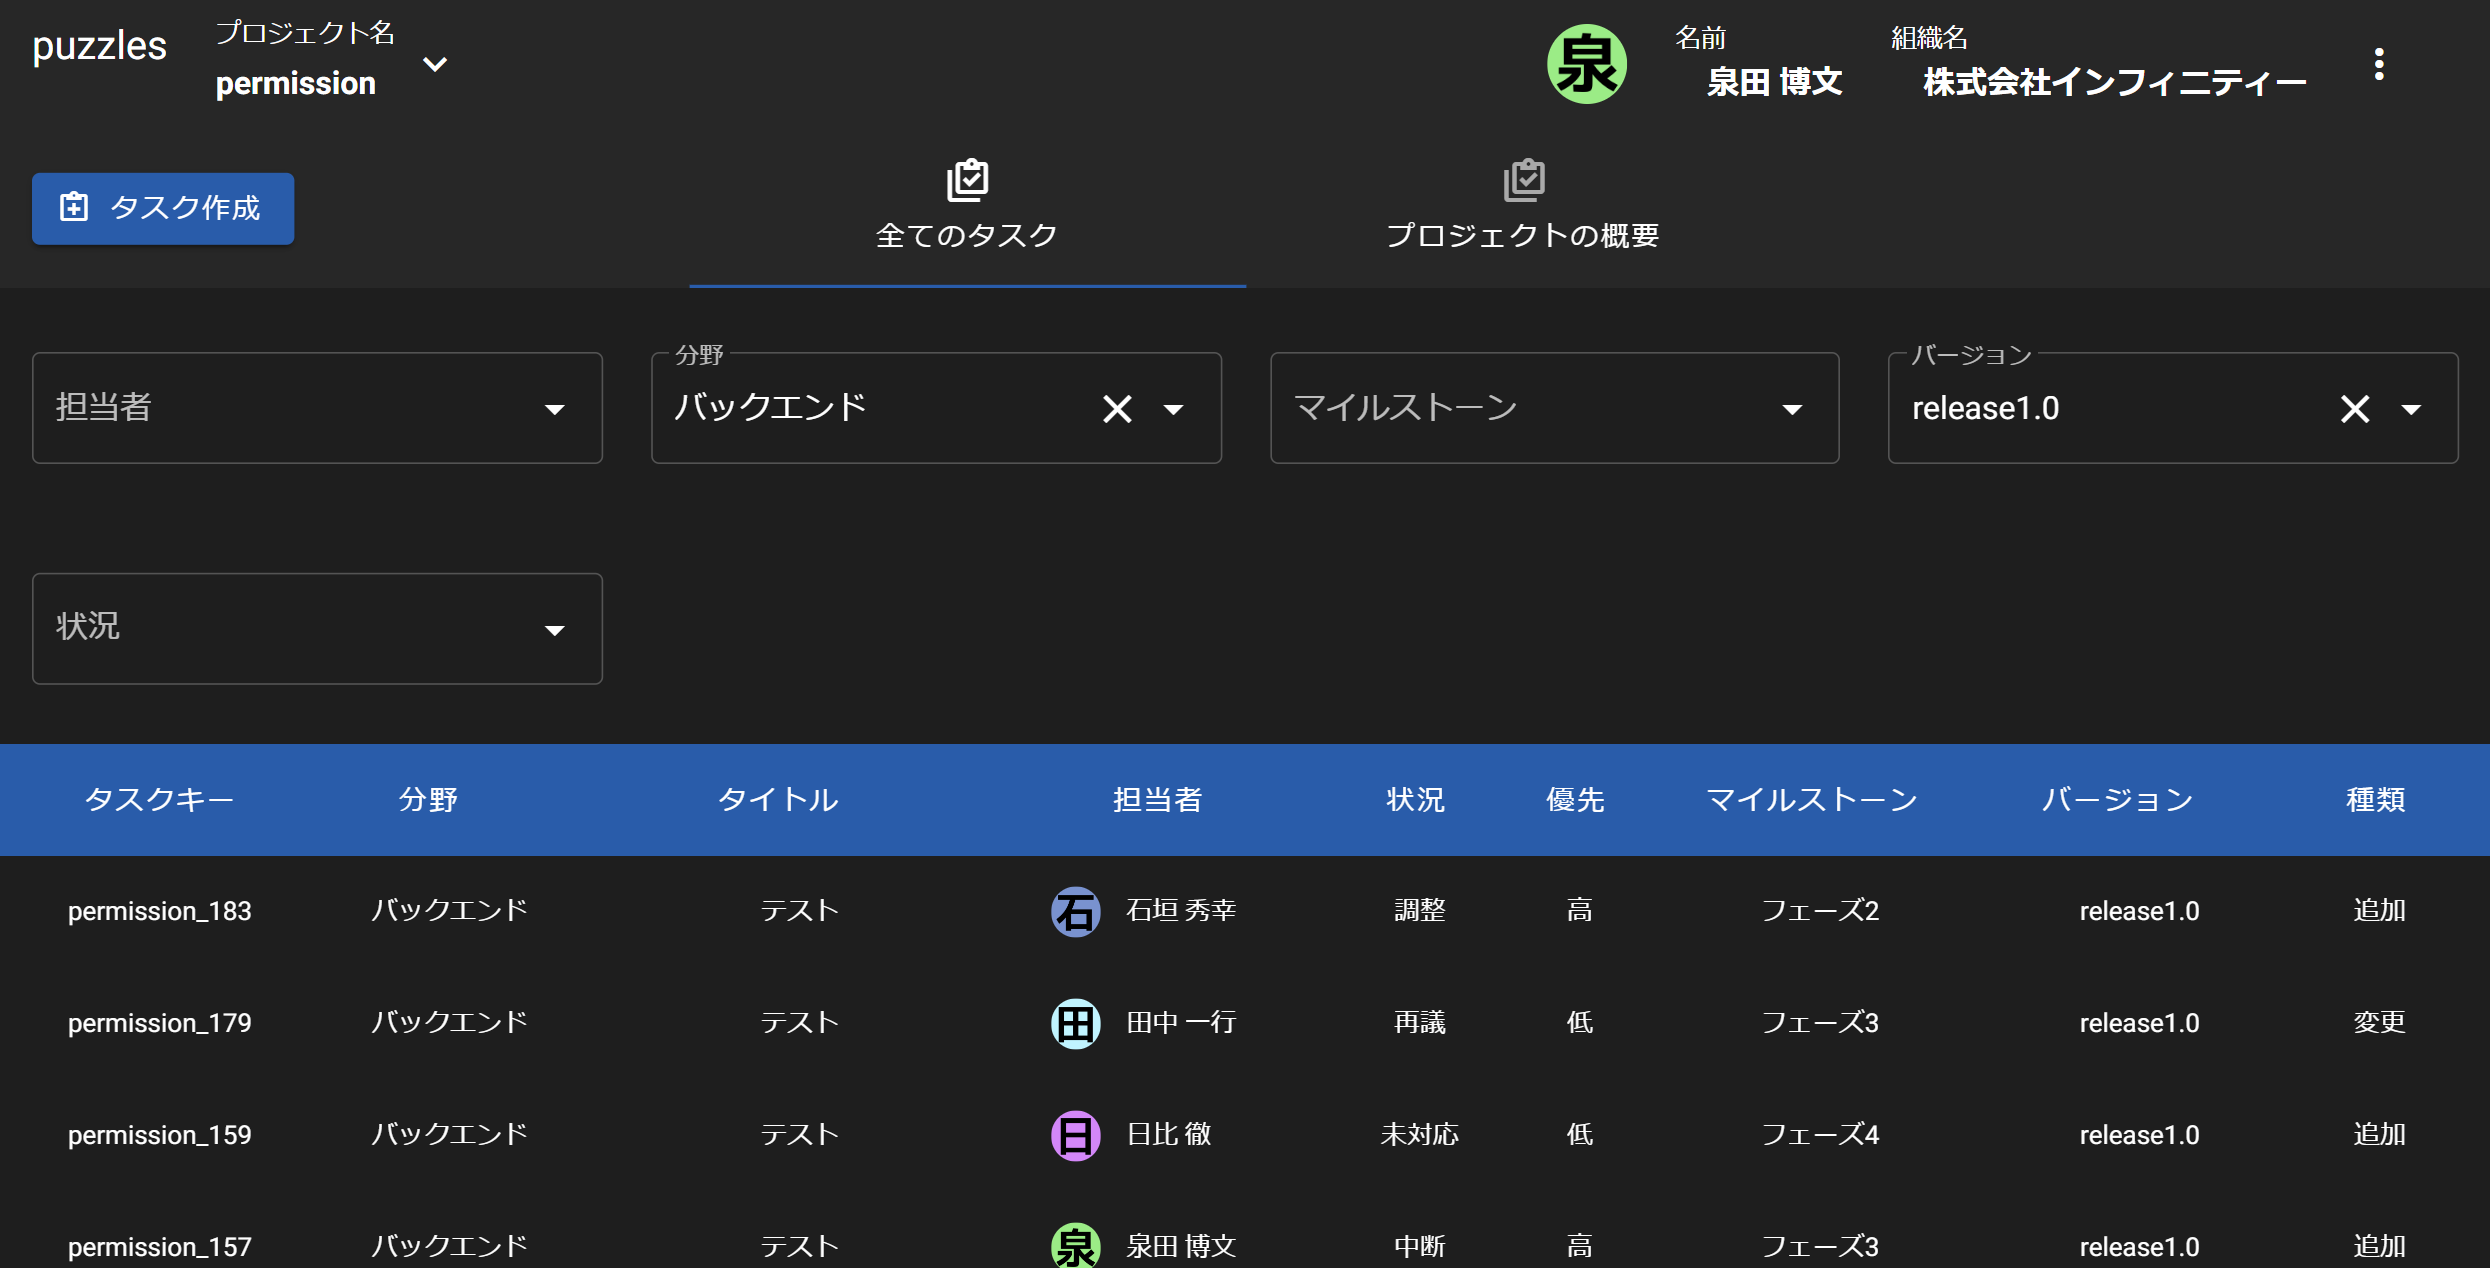 puzzles
プロジェクト名
permission
泉
名前
泉田 博文
組織名
株式会社インフィニティー
タスク作成
全てのタスク
プロジェクトの概要
担当者
分野
バックエンド
マイルストーン
バージョン
release1.0
状況
タスクキー 分野 タイトル 担当者 状況 優先 マイルストーン バージョン 種類
permission_183 バックエンド テスト 石 石垣 秀幸 調整 高 フェーズ2 release1.0 追加
permission_179 バックエンド テスト 田 田中 一行 再議 低 フェーズ3 release1.0 変更
permission_159 バックエンド テスト 日 日比 徹 未対応 低 フェーズ4 release1.0 追加
permission_157 バックエンド テスト 泉 泉田 博文 中断 高 フェーズ3 release1.0 追加